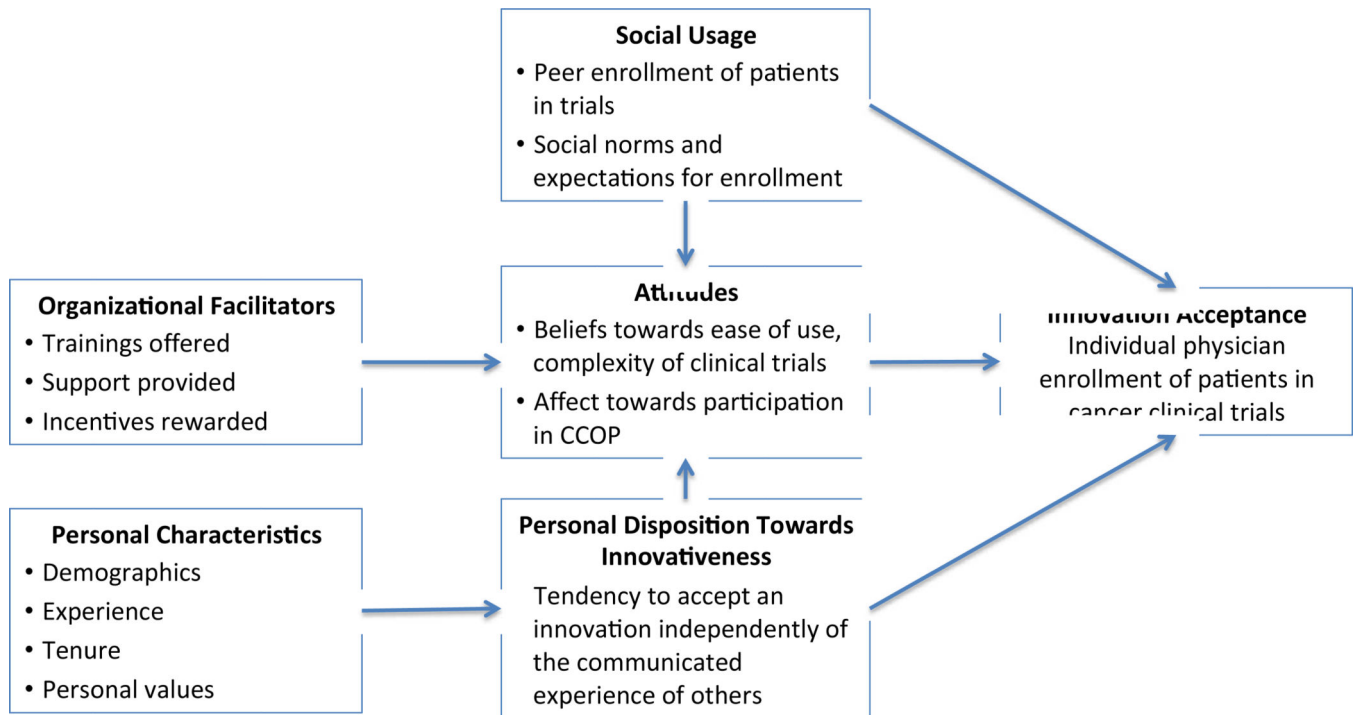 Social Usage
• Peer enrollment of patients
in trials
• Social norms and
expectations for enrollment
Organizational Facilitators
• Trainings offered
• Support provided
• Incentives rewarded
Attitudes
• Beliefs towards ease of use,
complexity of clinical trials
• Affect towards participation
in CCOP
Innovation Acceptance
Individual physician
enrollment of patients in
cancer clinical trials
Personal Characteristics
• Demographics
• Experience
• Tenure
• Personal values
Personal Disposition Towards
Innovativeness
Tendency to accept an
innovation independently of
the communicated
experience of others